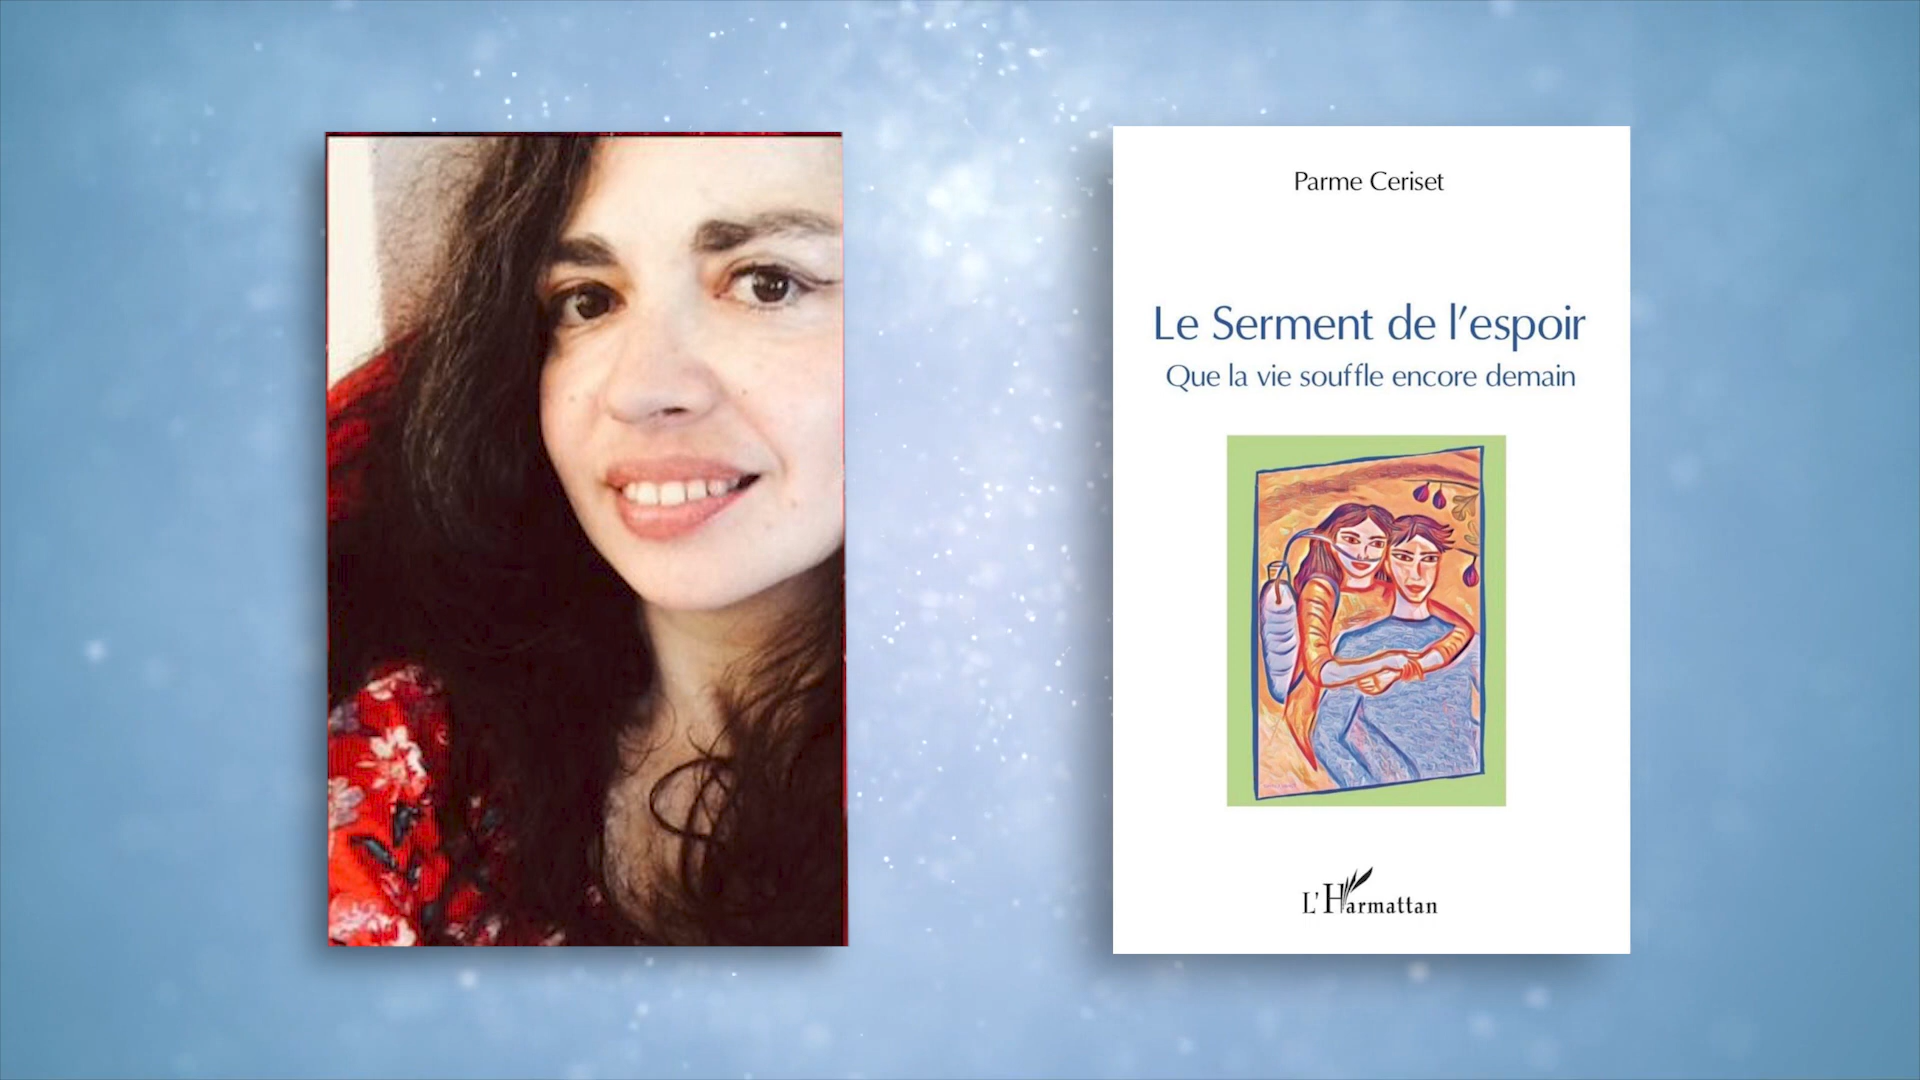 Parme Ceriset
Le Serment de l'espoir
Que la vie souffle encore demain
L'Harmattan